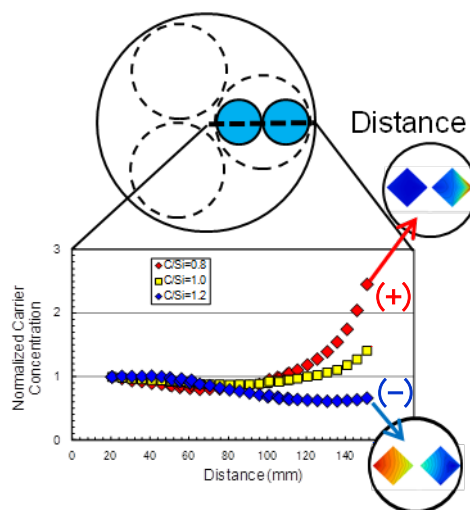 Distance
3
2
1
0
C/Si=0.8
C/Si=1.0
C/Si=1.2
Normalized Carrier
Concentration
(+)
(−)
0 20 40 60 80 100 120 140
Distance (mm)